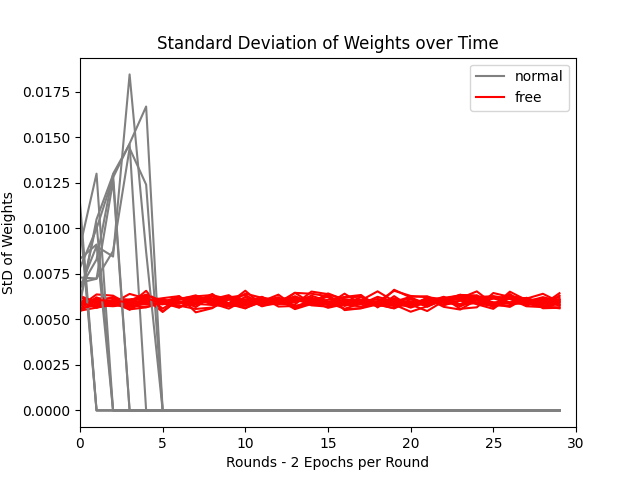 Standard Deviation of Weights over Time
normal
free
StD of Weights
0.0175
0.0150
0.0125
0.0100
0.0075
0.0050
0.0025
0.0000
0 5 10 15 20 25 30
Rounds - 2 Epochs per Round